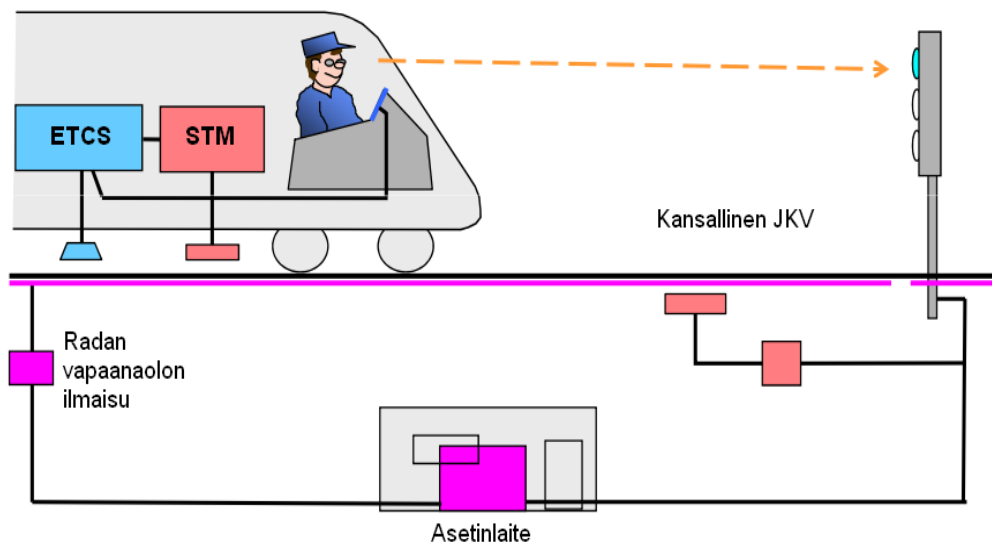 ETCS
STM
Kansallinen JKV
Radan
vapaanaolon
ilmaisu
Asetinlaite